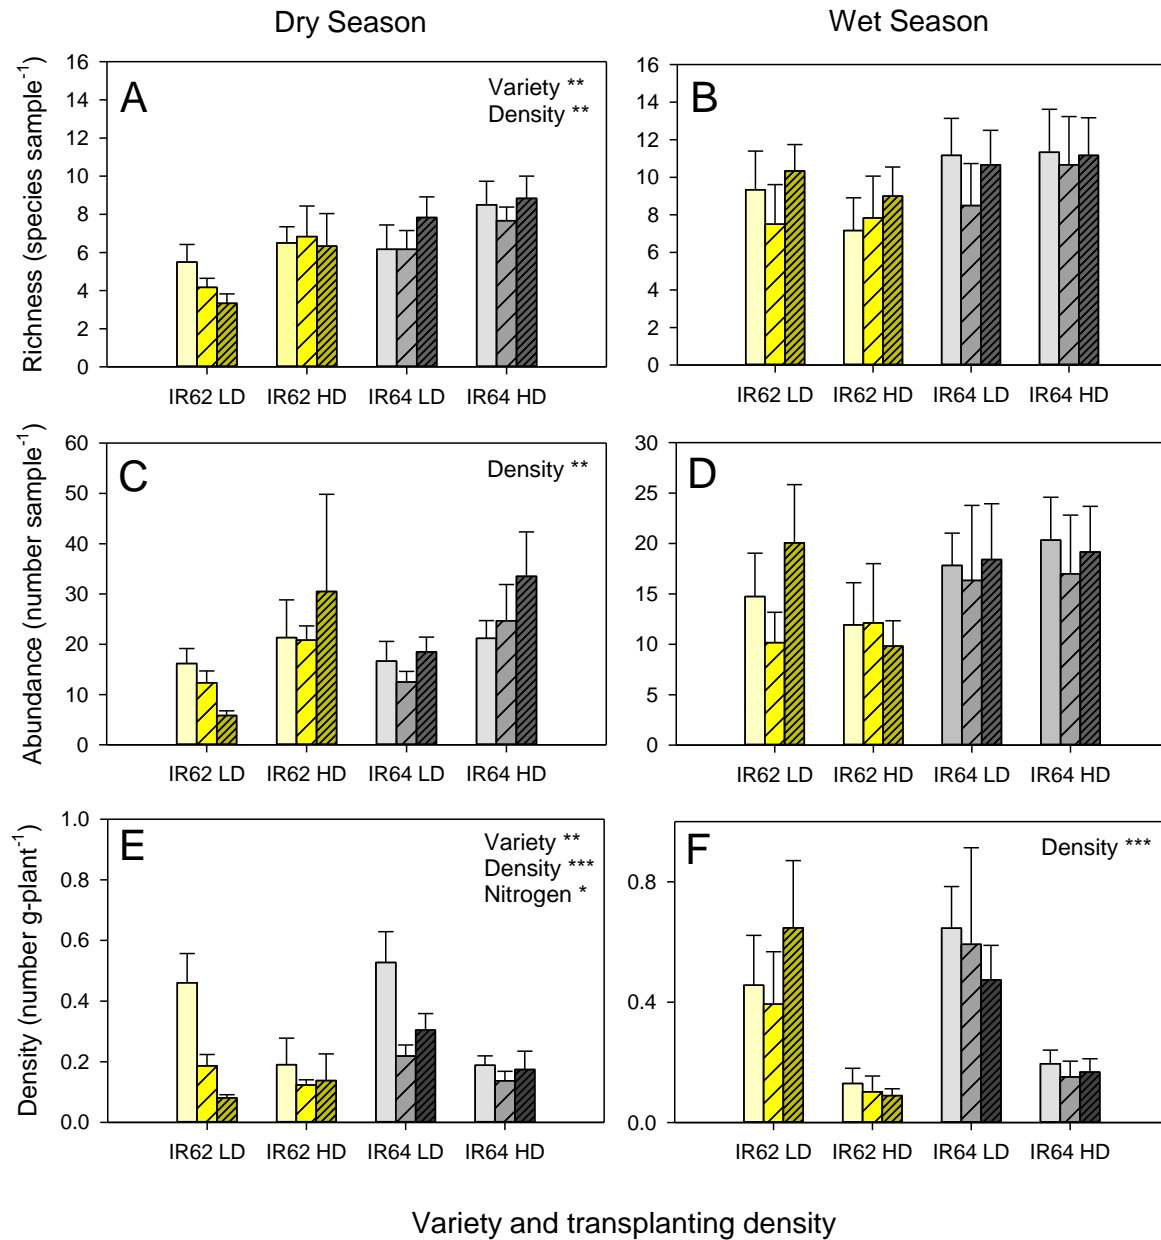 Dry Season
Wet Season
Richness (species sample-1)
16
14
12
10
8
6
4
2
0
A
Variety **
Density **
IR62 LD IR62 HD IR64 LD IR64 HD
16
14
12
10
8
6
4
2
0
B
IR62 LD IR62 HD IR64 LD IR64 HD
Abundance (number sample-1)
60
50
40
30
20
10
0
C
Density **
IR62 LD IR62 HD IR64 LD IR64 HD
30
25
20
15
10
5
0
D
IR62 LD IR62 HD IR64 LD IR64 HD
Density (number g-plant-1)
1.0
0.8
0.6
0.4
0.2
0.0
E
Variety **
Density ***
Nitrogen *
IR62 LD IR62 HD IR64 LD IR64 HD
0.8
0.4
0.0
F
Density ***
IR62 LD IR62 HD IR64 LD IR64 HD
Variety and transplanting density